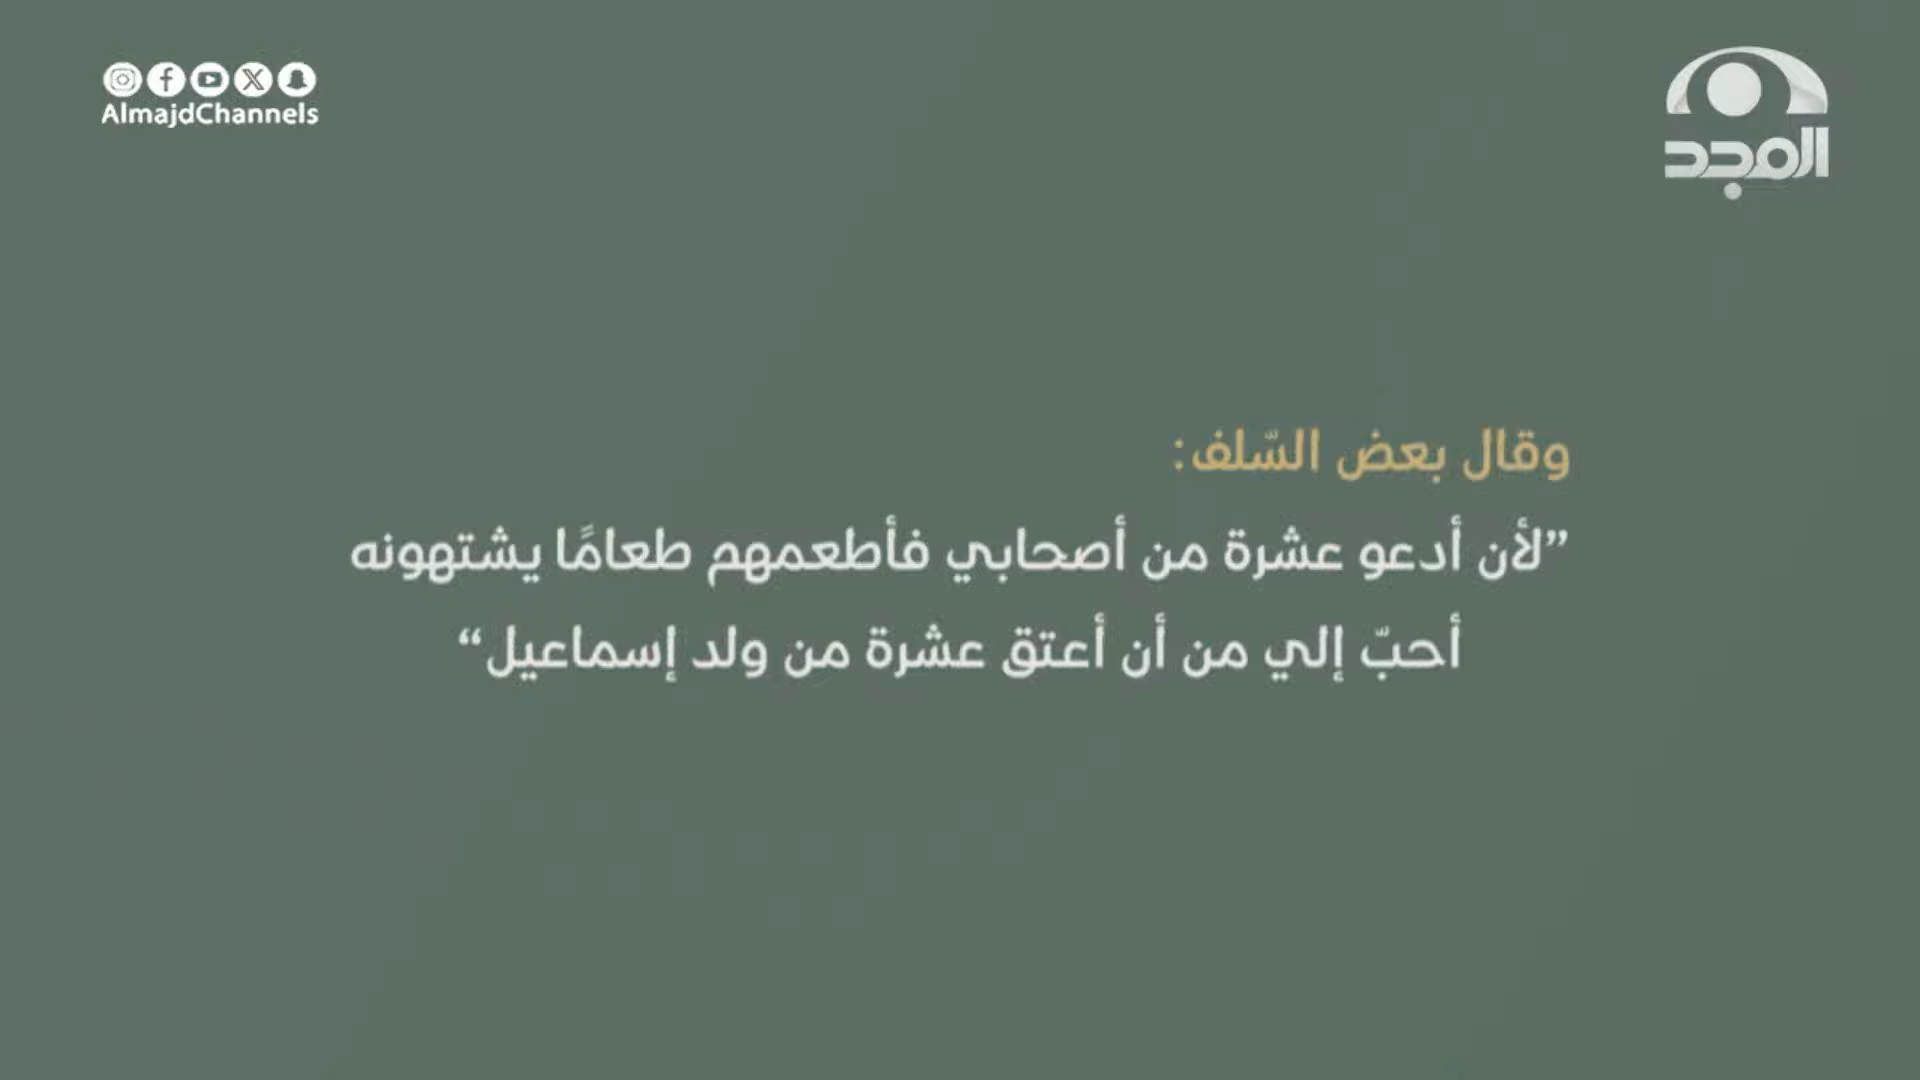 AlmajdChannels
المجد
وقال بعض السّلف:
”لأن أدعو عشرة من أصحابي فأطعمهم طعامًا يشتهونه
أحبّ إلي من أن أعتق عشرة من ولد إسماعيل“